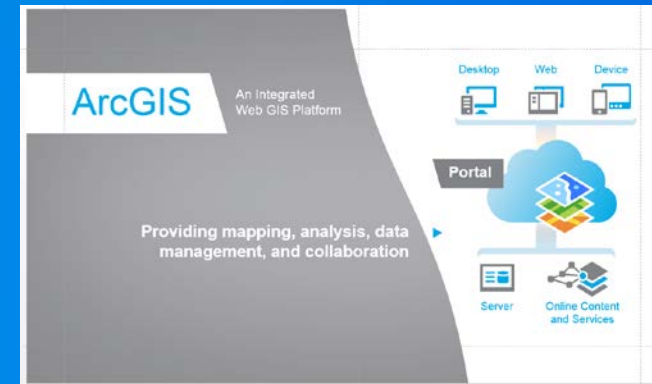 ArcGIS
An Integrated
Web GIS Platform
Providing mapping, analysis, data
management, and collaboration
Desktop Web Device
Portal
Server
Online Content
and Services